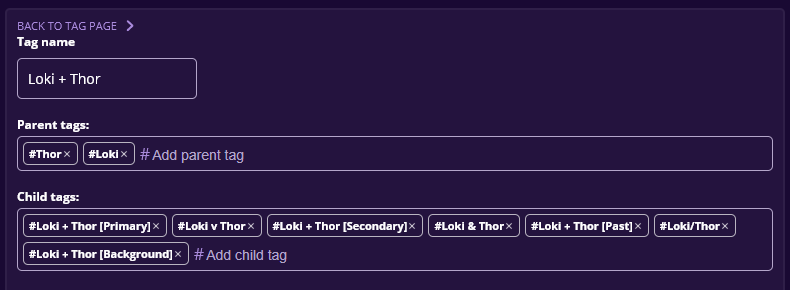 BACK TO TAG PAGE >
Tag name
Loki + Thor
Parent tags:
#Thor× #Loki× # Add parent tag
Child tags:
#Loki + Thor [Primary]× #Loki v Thor× #Loki + Thor [Secondary]× #Loki & Thor× #Loki + Thor [Past]× #Loki/Thor×
#Loki + Thor [Background]× # Add child tag